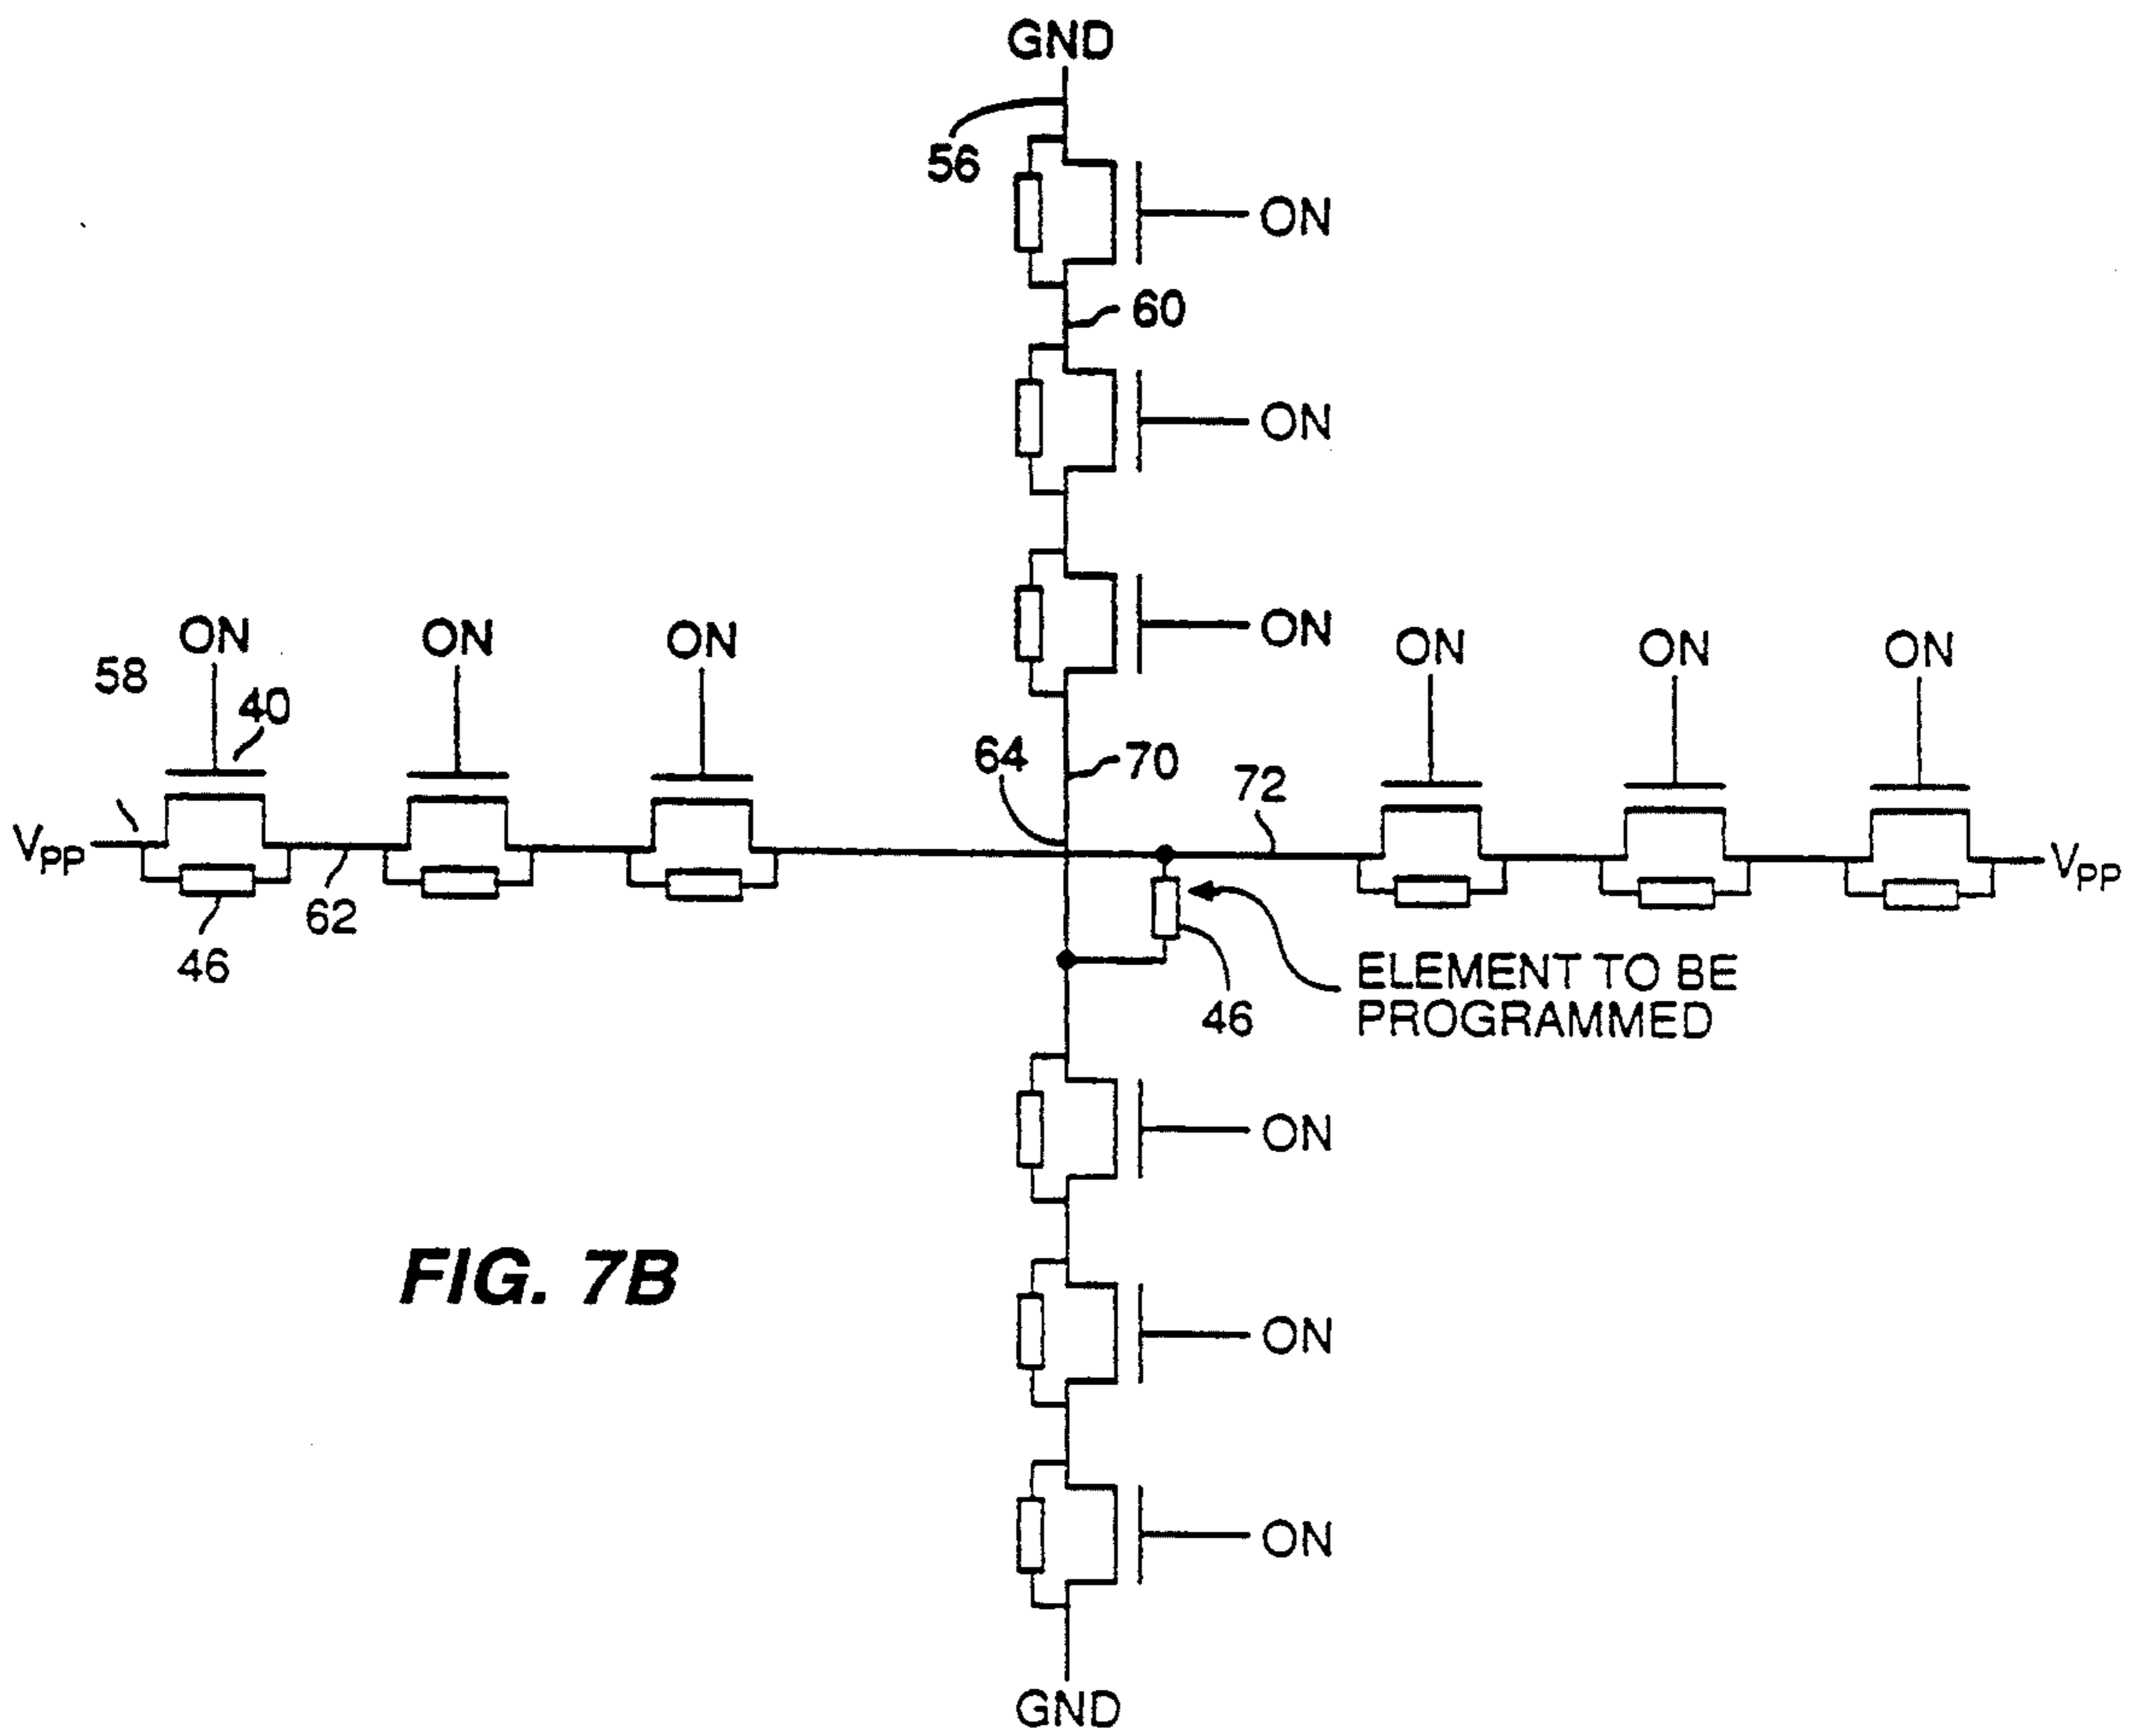 GND
56
ON
60
ON
ON
ON
ON
ON
ON
ON
ON
58
40
64
70
72
VPP
VPP
62
46
ELEMENT TO BE
PROGRAMMED
46
ON
FIG. 7B
ON
ON
GND